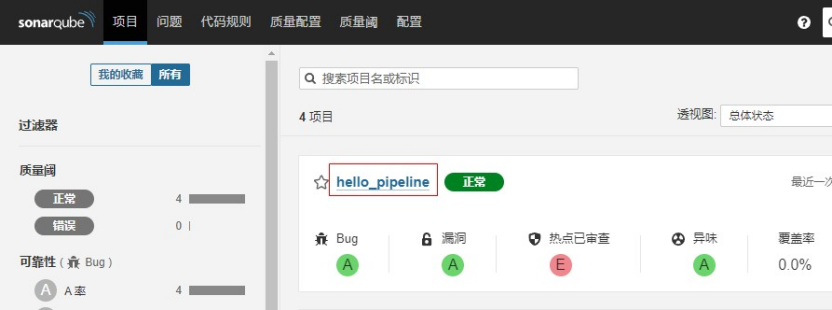 sonarqube 项目 问题 代码规则 质量配置 质量阈 配置
我的收藏 所有
搜索项目名或标识
过滤器
4 项目
透视图: 总体状态
质量阈
正常 4
错误 0
可靠性 ( Bug )
A A 率 4
hello_pipeline 正常
最近一次
Bug 漏洞 热点已审查 异味 覆盖率
A A E A 0.0%